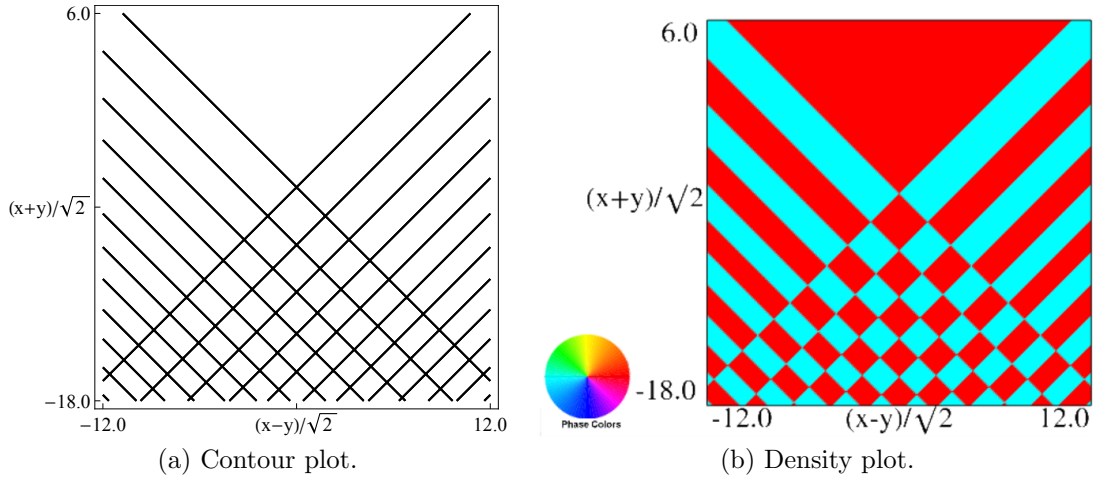 6.0
(x+y)/√2
−18.0
−12.0
(x−y)/√2
12.0
(a) Contour plot.
6.0
(x+y)/√2
Phase Colors
-18.0
-12.0
(x-y)/√2
12.0
(b) Density plot.